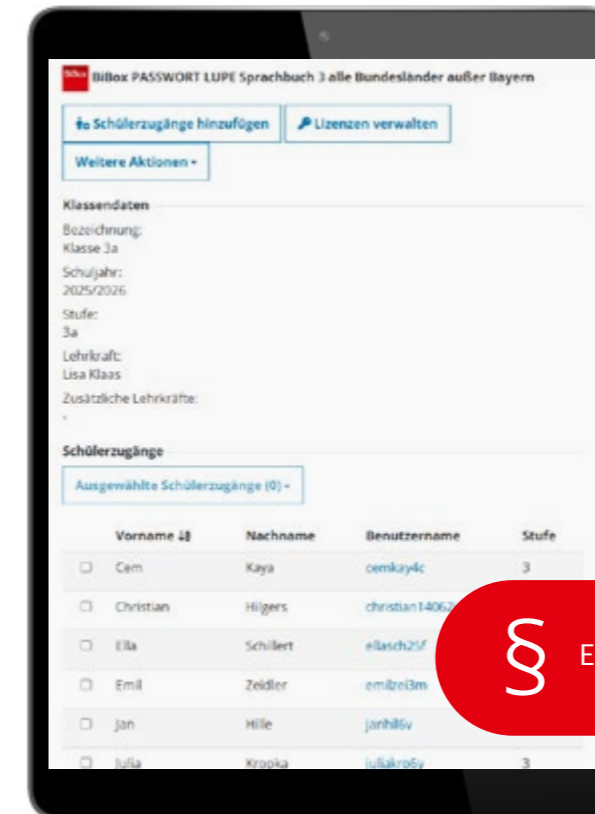 BiBox BiBox PASSWORT LUPE Sprachbuch 3 alle Bundesländer außer Bayern
Schülerzugänge hinzufügen Lizenzen verwalten
Weitere Aktionen
Klassendaten
Bezeichnung:
Klasse 3a
Schuljahr:
2025/2026
Stufe:
3a
Lehrkraft:
Lisa Klaas
Zusätzliche Lehrkräfte:
-
Schülerzugänge
Ausgewählte Schülerzugänge (0)
Vorname Nachname Benutzername Stufe
Cem Kaya cemkay4c 3
Christian Hilgers christian14062
Ella Schillert ellasch25f
Emil Zeidler emilzei3m
§ E
Jan Hille janhil6v
Julia Kropka juliakro6y 3